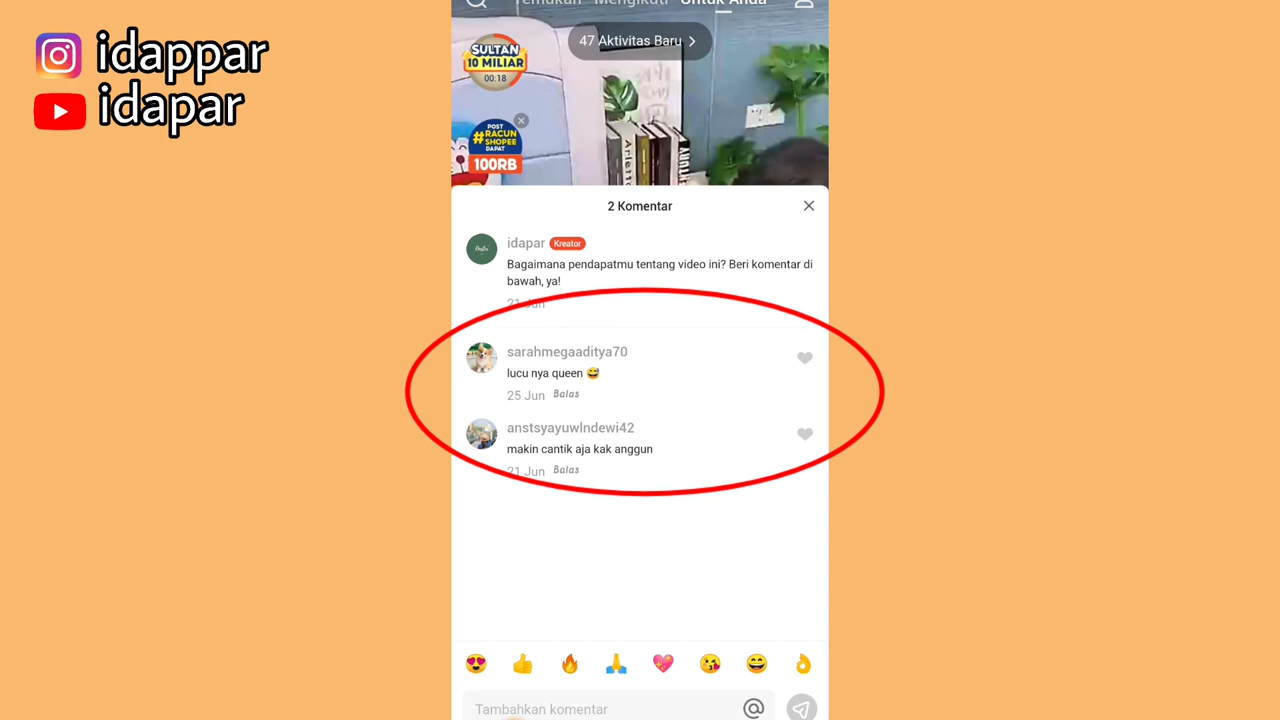 idappar
idapar
Temukan Mengikuti Untuk Anda
47 Aktivitas Baru
SULTAN
10 MILIAR
00:18
POST
#RACUN
SHOPEE
DAPAT
100RB
2 Komentar
idapar Kreator
Bagaimana pendapatmu tentang video ini? Beri komentar di
bawah, ya!
21 Jun
sarahmegaaditya70
lucu nya queen 😅
25 Jun Balas
anstsyayuwlndewi42
makin cantik aja kak anggun
21 Jun Balas
Tambahkan komentar